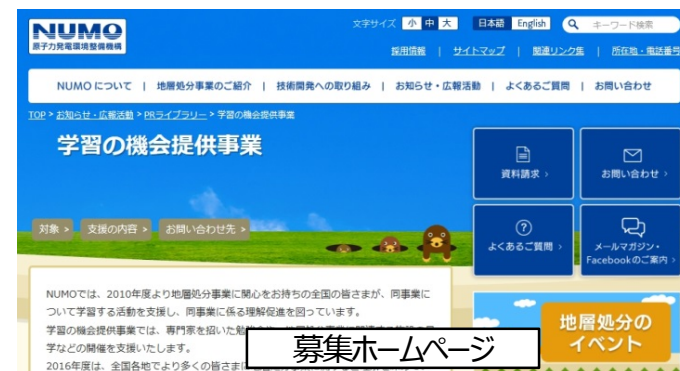 NUMO
原子力発電環境整備機構
文字サイズ 小 中 大 日本語 English キーワード検索
採用情報 | サイトマップ | 関連リンク集 | 所在地・電話番号
NUMO について | 地層処分事業のご紹介 | 技術開発への取り組み | お知らせ・広報活動 | よくあるご質問 | お問い合わせ
TOP > お知らせ・広報活動 > PRライブラリー > 学習の機会提供事業
学習の機会提供事業
資料請求 >
お問い合わせ >
対象 > 支援の内容 > お問い合わせ先 >
よくあるご質問 >
メールマガジン・
Facebookのご案内 >
NUMOでは、2010年度より地層処分事業に関心をお持ちの全国の皆さまが、同事業に
ついて学習する活動を支援し、同事業に係る理解促進を図っています。
学習の機会提供事業では、専門家を招いた勉
学などの開催を支援いたします。
2016年度は、全国各地でより多くの皆さまに
募集ホームページ
地層処分の
イベント